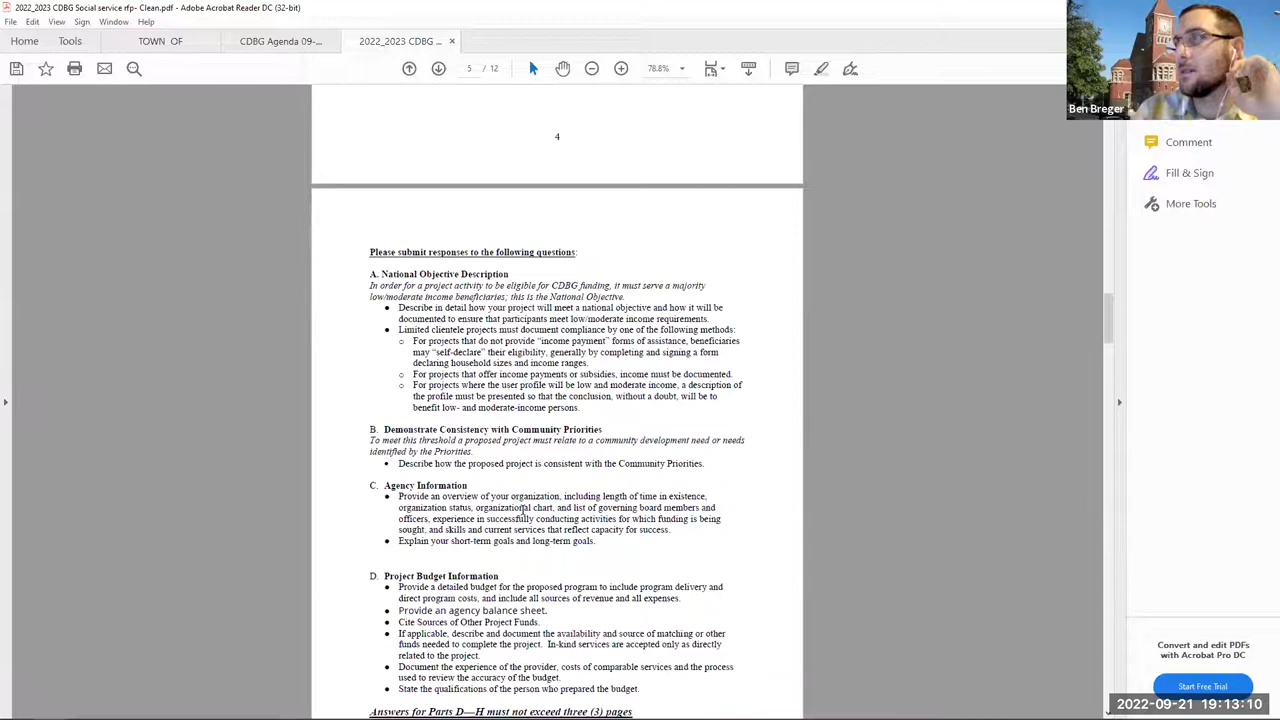 2022_2023 CDBG Social service rfp- Clean.pdf - Adobe Acrobat Reader DC (32-bit)
File Edit View Sign Window Help
Home Tools TOWN OF CDBG Agenda 09-... 2022_2023 CDBG ... ×
5 / 12 78.8%
Ben Breger
Comment
Fill & Sign
More Tools
4
Please submit responses to the following questions:
A. National Objective Description
In order for a project activity to be eligible for CDBG funding, it must serve a majority
low/moderate income beneficiaries; this is the National Objective.
• Describe in detail how your project will meet a national objective and how it will be
documented to ensure that participants meet low/moderate income requirements.
• Limited clientele projects must document compliance by one of the following methods:
o For projects that do not provide “income payment” forms of assistance, beneficiaries
may “self-declare” their eligibility, generally by completing and signing a form
declaring household sizes and income ranges.
o For projects that offer income payments or subsidies, income must be documented.
o For projects where the user profile will be low and moderate income, a description of
the profile must be presented so that the conclusion, without a doubt, will be to
benefit low- and moderate-income persons.
B. Demonstrate Consistency with Community Priorities
To meet this threshold a proposed project must relate to a community development need or needs
identified by the Priorities.
• Describe how the proposed project is consistent with the Community Priorities.
C. Agency Information
• Provide an overview of your organization, including length of time in existence,
organization status, organizational chart, and list of governing board members and
officers, experience in successfully conducting activities for which funding is being
sought, and skills and current services that reflect capacity for success.
• Explain your short-term goals and long-term goals.
D. Project Budget Information
• Provide a detailed budget for the proposed program to include program delivery and
direct program costs, and include all sources of revenue and all expenses.
• Provide an agency balance sheet.
• Cite Sources of Other Project Funds.
• If applicable, describe and document the availability and source of matching or other
funds needed to complete the project. In-kind services are accepted only as directly
related to the project.
• Document the experience of the provider, costs of comparable services and the process
used to review the accuracy of the budget.
• State the qualifications of the person who prepared the budget.
Answers for Parts D—H must not exceed three (3) pages
Convert and edit PDFs
with Acrobat Pro DC
Start Free Trial
2022-09-21 19:13:10